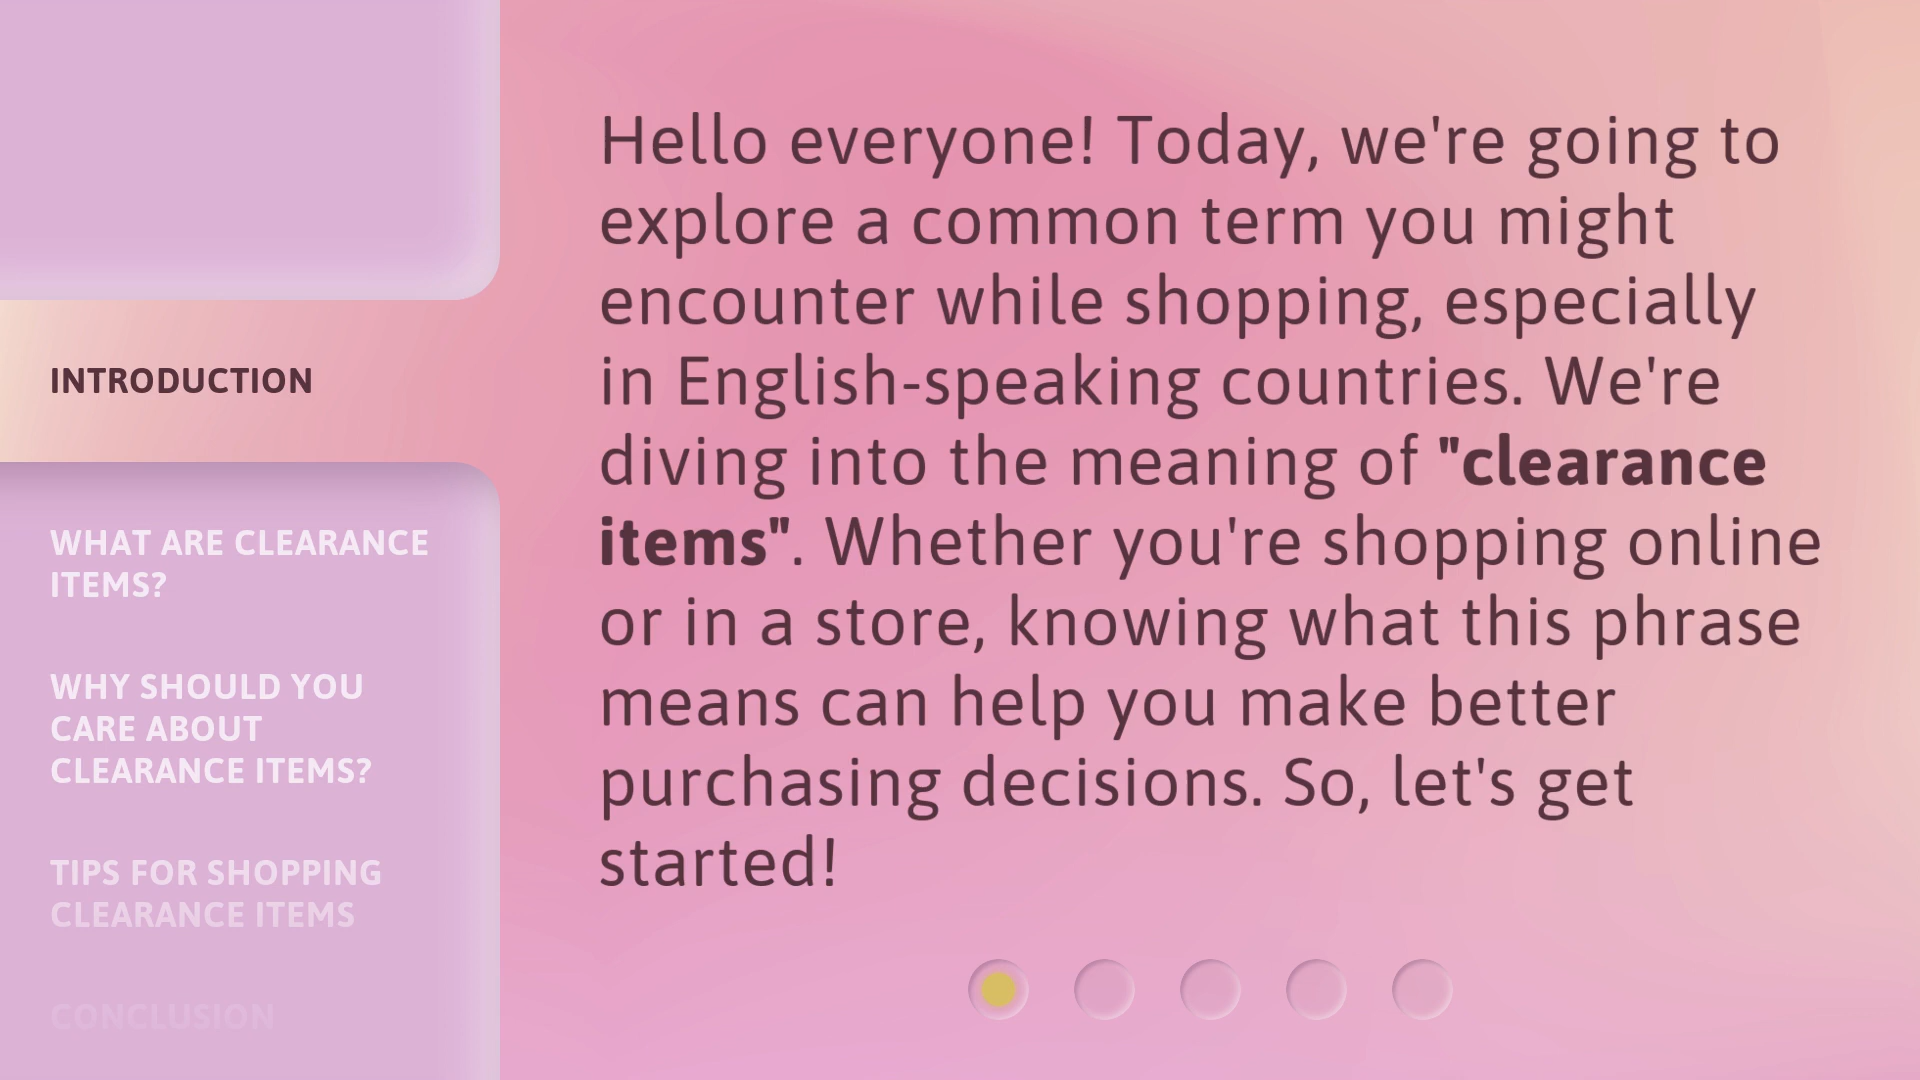 INTRODUCTION
WHAT ARE CLEARANCE
ITEMS?
WHY SHOULD YOU
CARE ABOUT
CLEARANCE ITEMS?
TIPS FOR SHOPPING
CLEARANCE ITEMS
CONCLUSION
Hello everyone! Today, we're going to
explore a common term you might
encounter while shopping, especially
in English-speaking countries. We're
diving into the meaning of "clearance
items". Whether you're shopping online
or in a store, knowing what this phrase
means can help you make better
purchasing decisions. So, let's get
started!